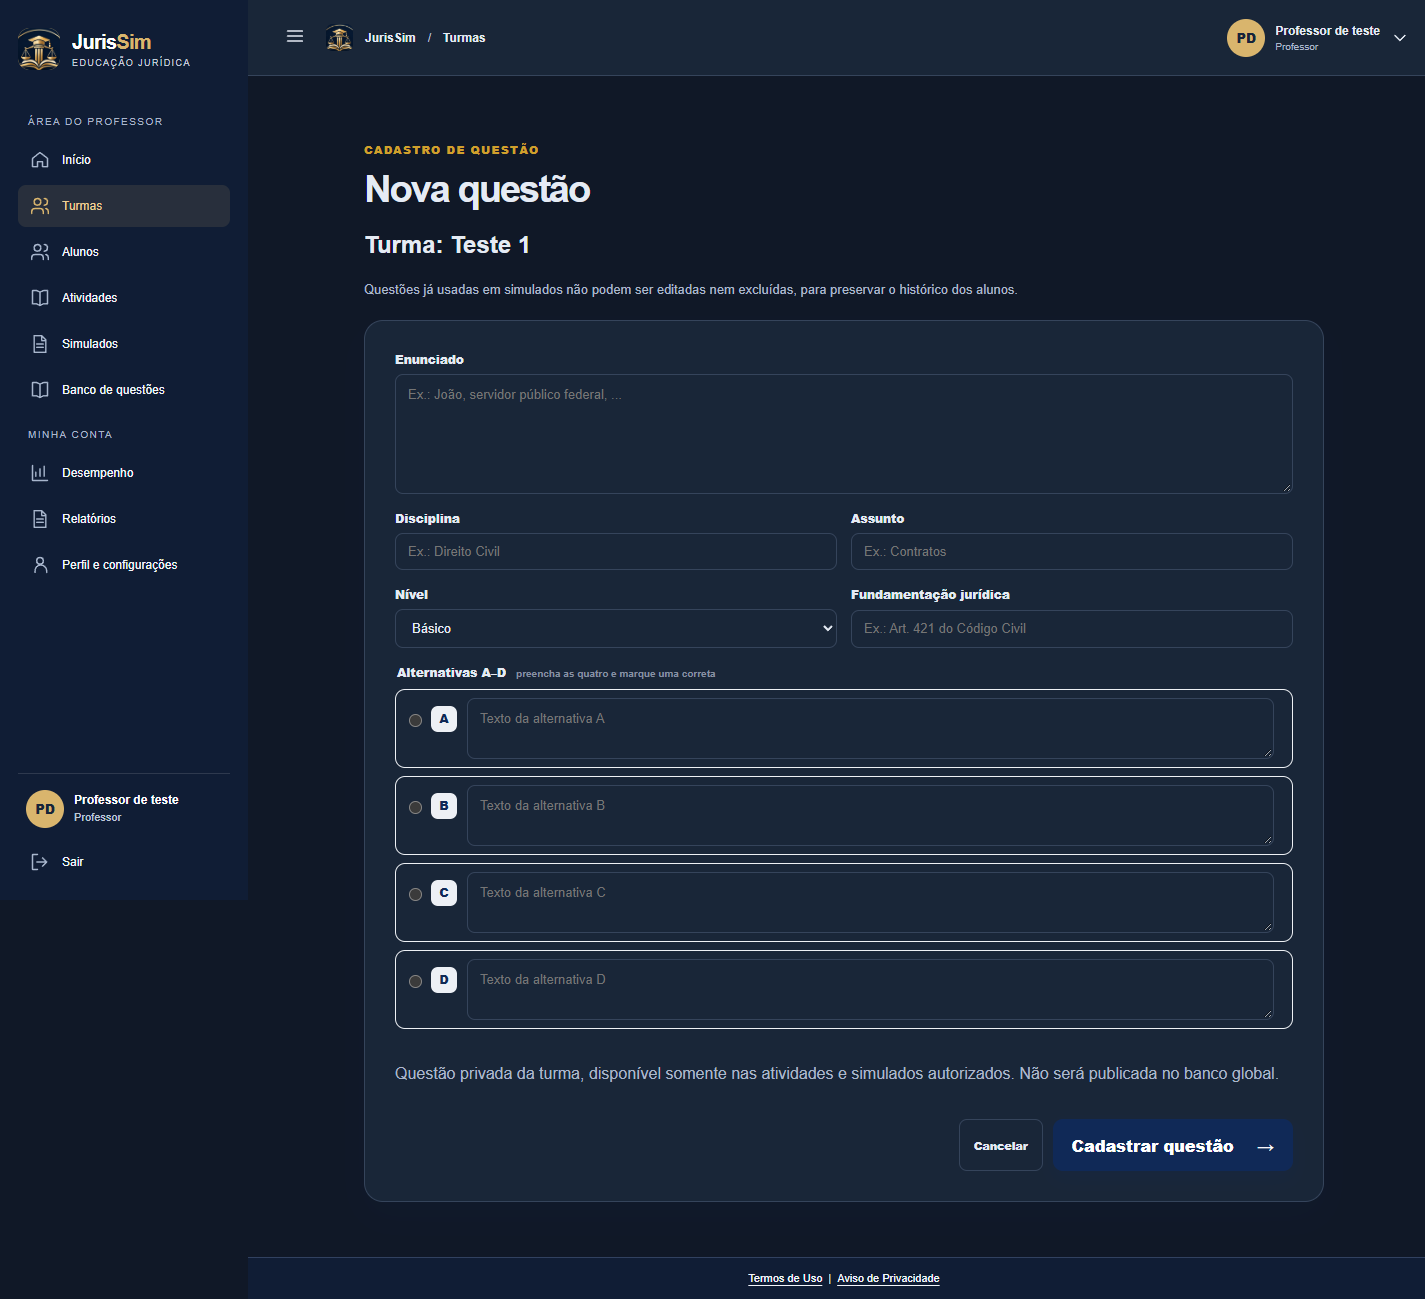 JurisSim
EDUCAÇÃO JURÍDICA
JurisSim / Turmas
PD
Professor de teste
Professor
ÁREA DO PROFESSOR
Início
Turmas
Alunos
Atividades
Simulados
Banco de questões
MINHA CONTA
Desempenho
Relatórios
Perfil e configurações
PD
Professor de teste
Professor
Sair
CADASTRO DE QUESTÃO
Nova questão
Turma: Teste 1
Questões já usadas em simulados não podem ser editadas nem excluídas, para preservar o histórico dos alunos.
Enunciado
Ex.: João, servidor público federal, ...
Disciplina
Ex.: Direito Civil
Assunto
Ex.: Contratos
Nível
Básico
Fundamentação jurídica
Ex.: Art. 421 do Código Civil
Alternativas A–D preencha as quatro e marque uma correta
A Texto da alternativa A
B Texto da alternativa B
C Texto da alternativa C
D Texto da alternativa D
Questão privada da turma, disponível somente nas atividades e simulados autorizados. Não será publicada no banco global.
Cancelar
Cadastrar questão →
Termos de Uso | Aviso de Privacidade